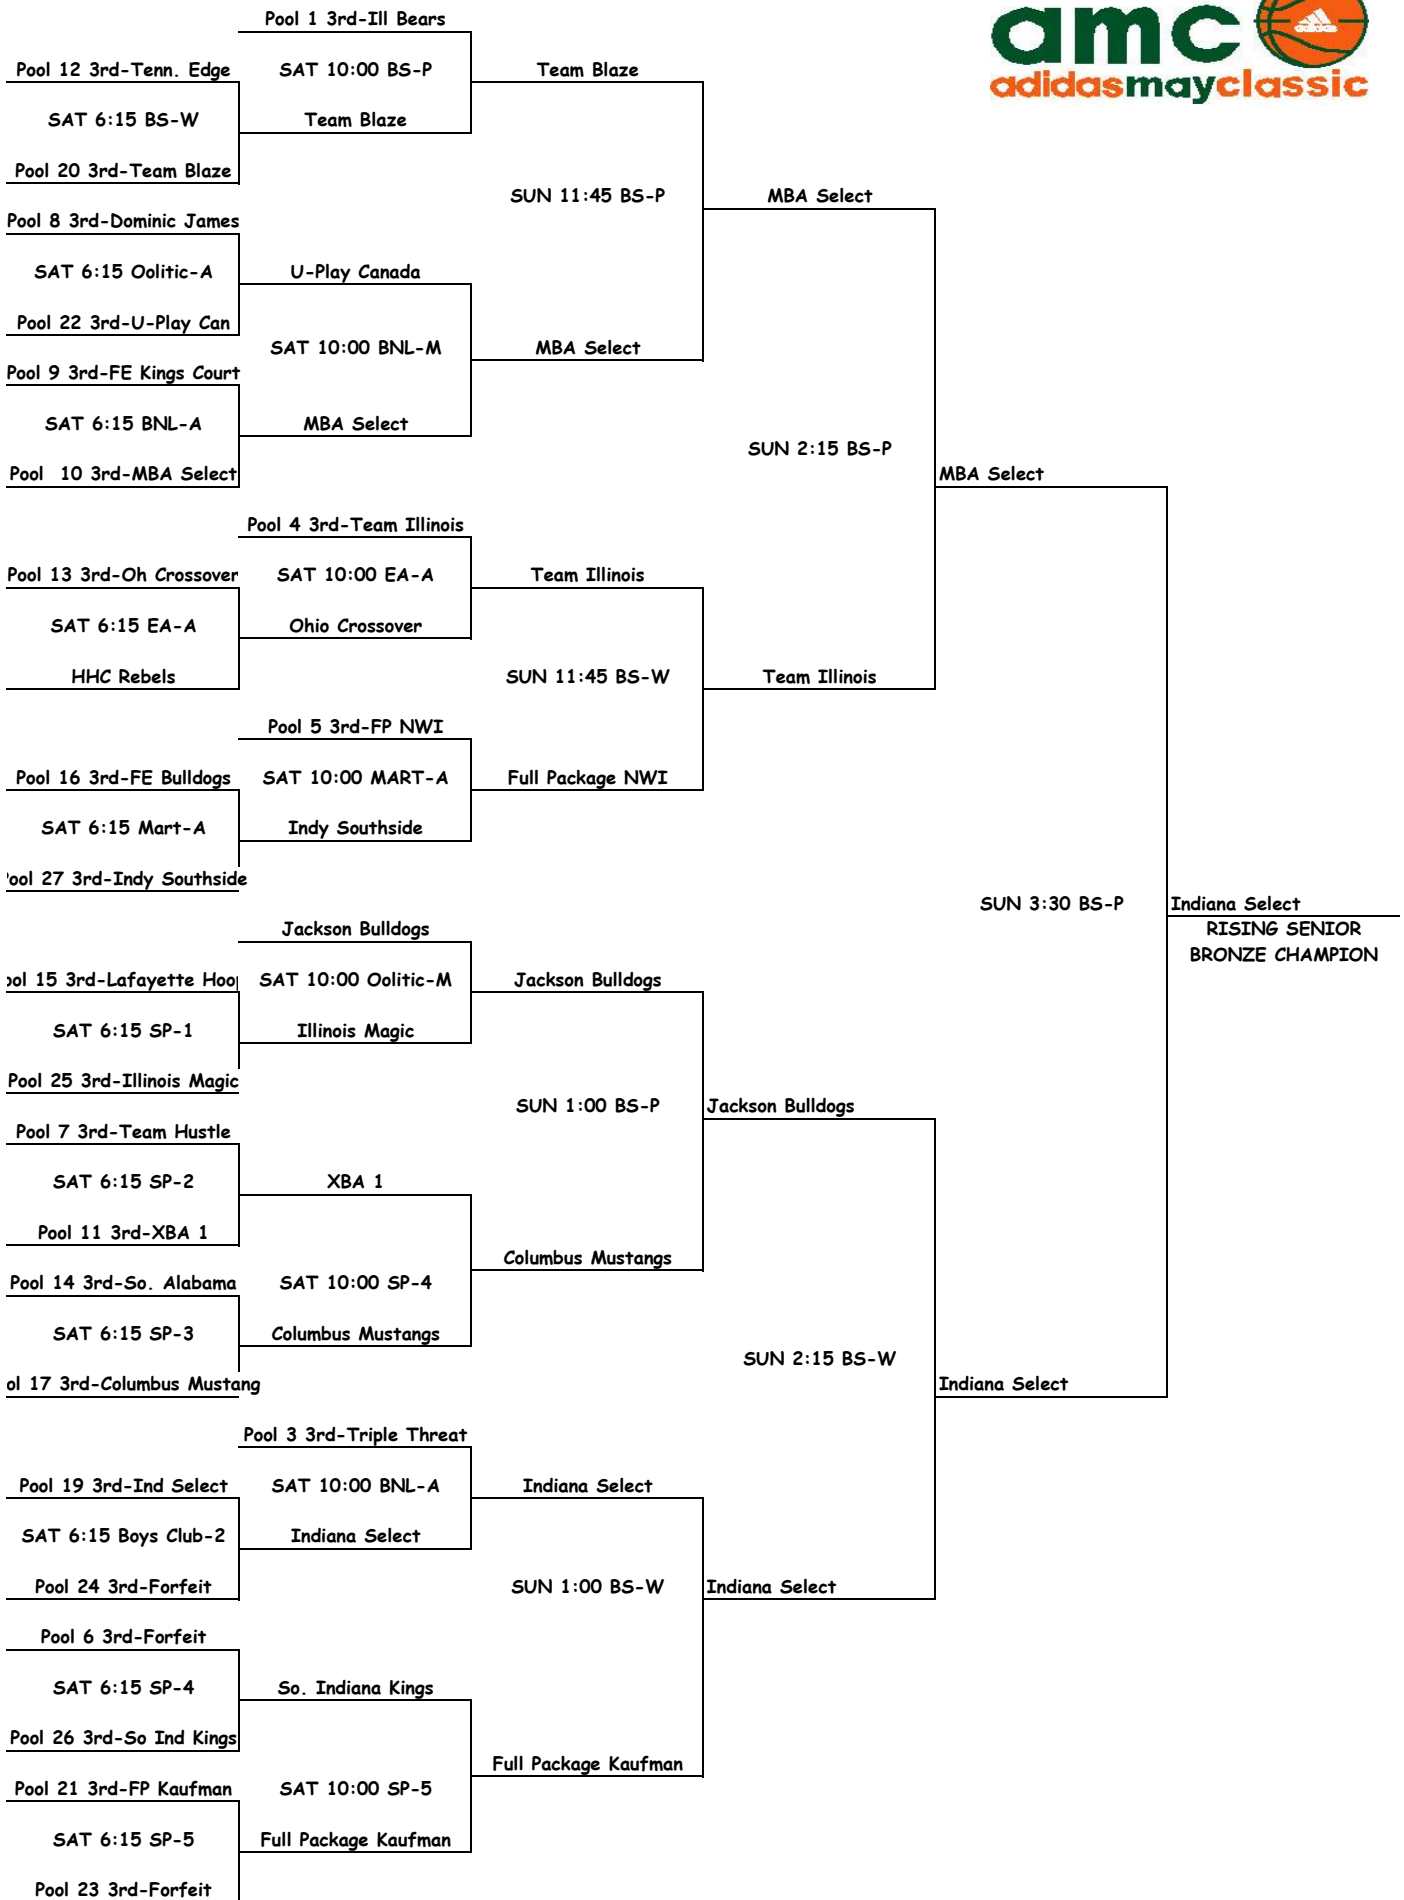 Pool 1 3rd-Ill Bears
amc
adidas
Pool 12 3rd-Tenn. Edge SAT 10:00 BS-P Team Blaze
adidasmayclassic
SAT 6:15 BS-W Team Blaze
Pool 20 3rd-Team Blaze
SUN 11:45 BS-P MBA Select
Pool 8 3rd-Dominic James
SAT 6:15 Oolitic-A U-Play Canada
Pool 22 3rd-U-Play Can
SAT 10:00 BNL-M MBA Select
Pool 9 3rd-FE Kings Court
SAT 6:15 BNL-A MBA Select
SUN 2:15 BS-P
Pool 10 3rd-MBA Select MBA Select
Pool 4 3rd-Team Illinois
Pool 13 3rd-Oh Crossover SAT 10:00 EA-A Team Illinois
SAT 6:15 EA-A Ohio Crossover
HHC Rebels SUN 11:45 BS-W Team Illinois
Pool 5 3rd-FP NWI
Pool 16 3rd-FE Bulldogs SAT 10:00 MART-A Full Package NWI
SAT 6:15 Mart-A Indy Southside
ool 27 3rd-Indy Southside
SUN 3:30 BS-P Indiana Select
Jackson Bulldogs RISING SENIOR
BRONZE CHAMPION
ool 15 3rd-Lafayette Hoo SAT 10:00 Oolitic-M Jackson Bulldogs
SAT 6:15 SP-1 Illinois Magic
Pool 25 3rd-Illinois Magic
SUN 1:00 BS-P Jackson Bulldogs
Pool 7 3rd-Team Hustle
SAT 6:15 SP-2 XBA 1
Pool 11 3rd-XBA 1
Columbus Mustangs
Pool 14 3rd-So. Alabama SAT 10:00 SP-4
SAT 6:15 SP-3 Columbus Mustangs
SUN 2:15 BS-W
ol 17 3rd-Columbus Mustang Indiana Select
Pool 3 3rd-Triple Threat
Pool 19 3rd-Ind Select SAT 10:00 BNL-A Indiana Select
SAT 6:15 Boys Club-2 Indiana Select
Pool 24 3rd-Forfeit SUN 1:00 BS-W Indiana Select
Pool 6 3rd-Forfeit
SAT 6:15 SP-4 So. Indiana Kings
Pool 26 3rd-So Ind Kings
Full Package Kaufman
Pool 21 3rd-FP Kaufman SAT 10:00 SP-5
SAT 6:15 SP-5 Full Package Kaufman
Pool 23 3rd-Forfeit